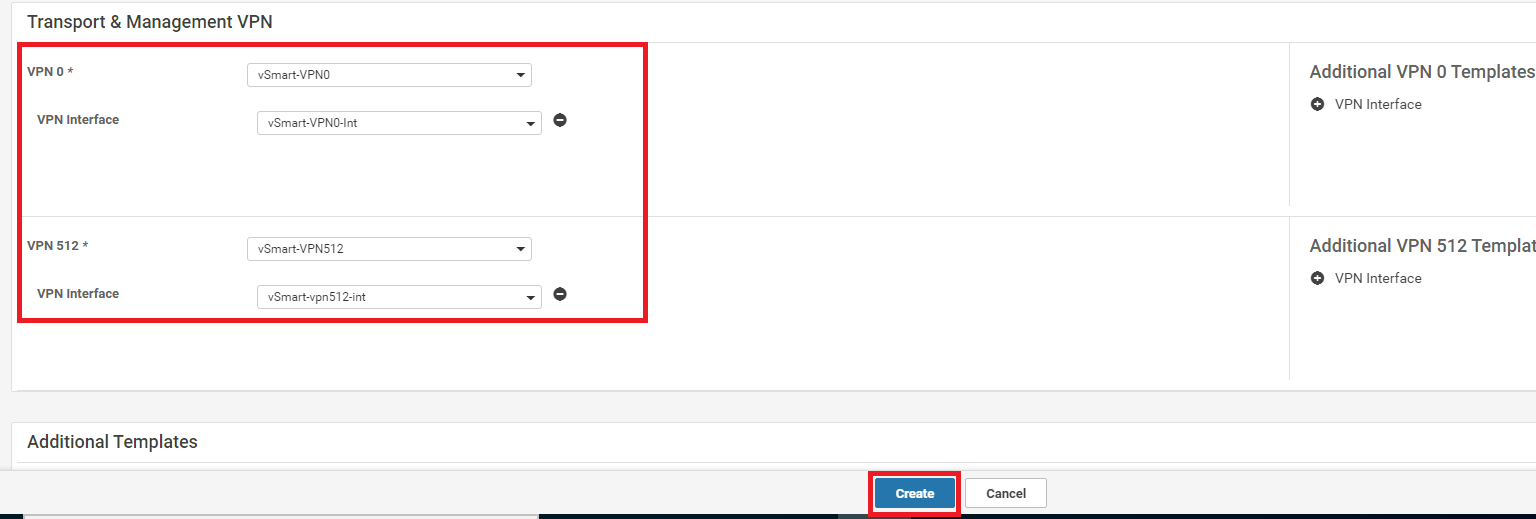 Transport & Management VPN
VPN 0 *
vSmart-VPN0
Additional VPN 0 Templates
VPN Interface
vSmart-VPN0-Int
VPN Interface
VPN 512 *
vSmart-VPN512
Additional VPN 512 Templat
VPN Interface
vSmart-vpn512-int
VPN Interface
Additional Templates
Create
Cancel